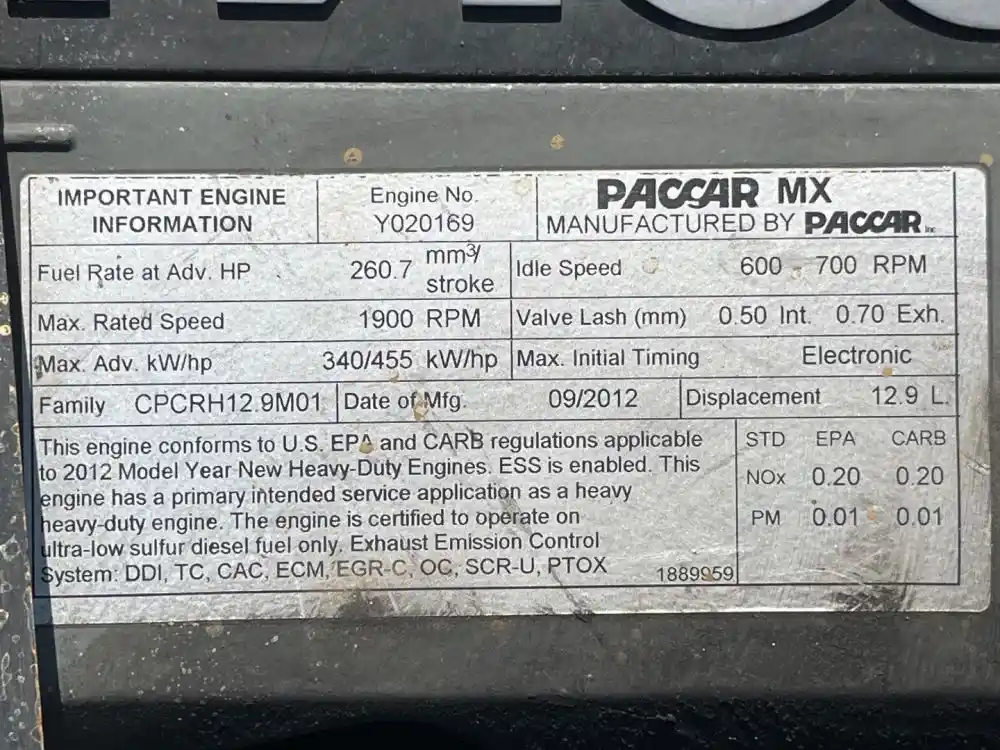 IMPORTANT ENGINE INFORMATION
Engine No.
Y020169
PACCAR MX
MANUFACTURED BY PACCAR Inc
Fuel Rate at Adv. HP 260.7 mm3/ stroke
Idle Speed 600 - 700 RPM
Max. Rated Speed 1900 RPM
Valve Lash (mm) 0.50 Int. 0.70 Exh.
Max. Adv. kW/hp 340/455 kW/hp
Max. Initial Timing Electronic
Family CPCRH12.9M01
Date of Mfg. 09/2012
Displacement 12.9 L.
This engine conforms to U.S. EPA and CARB regulations applicable
to 2012 Model Year New Heavy-Duty Engines. ESS is enabled. This
engine has a primary intended service application as a heavy
heavy-duty engine. The engine is certified to operate on
ultra-low sulfur diesel fuel only. Exhaust Emission Control
System: DDI, TC, CAC, ECM, EGR-C, OC, SCR-U, PTOX
1889959
STD EPA CARB
NOx 0.20 0.20
PM 0.01 0.01